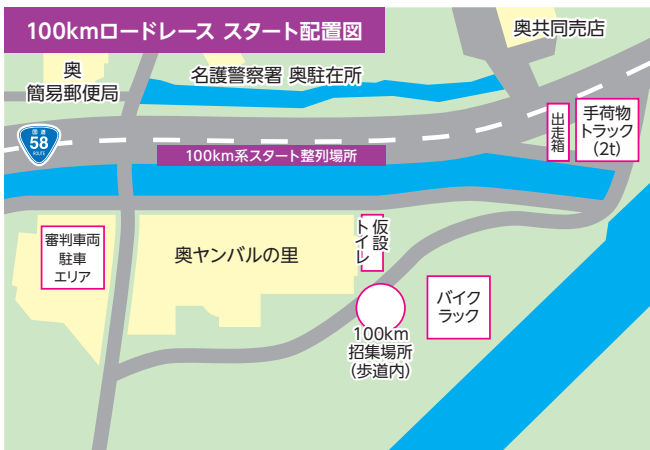 100kmロードレース スタート配置図
奥共同売店
奥
簡易郵便局
名護警察署 奥駐在所
国道
58
ROUTE
100km系スタート整列場所
出走箱
手荷物
トラック
(2t)
審判車両
駐車
エリア
奥ヤンバルの里
仮設
トイレ
バイク
ラック
100km
招集場所
(歩道内)